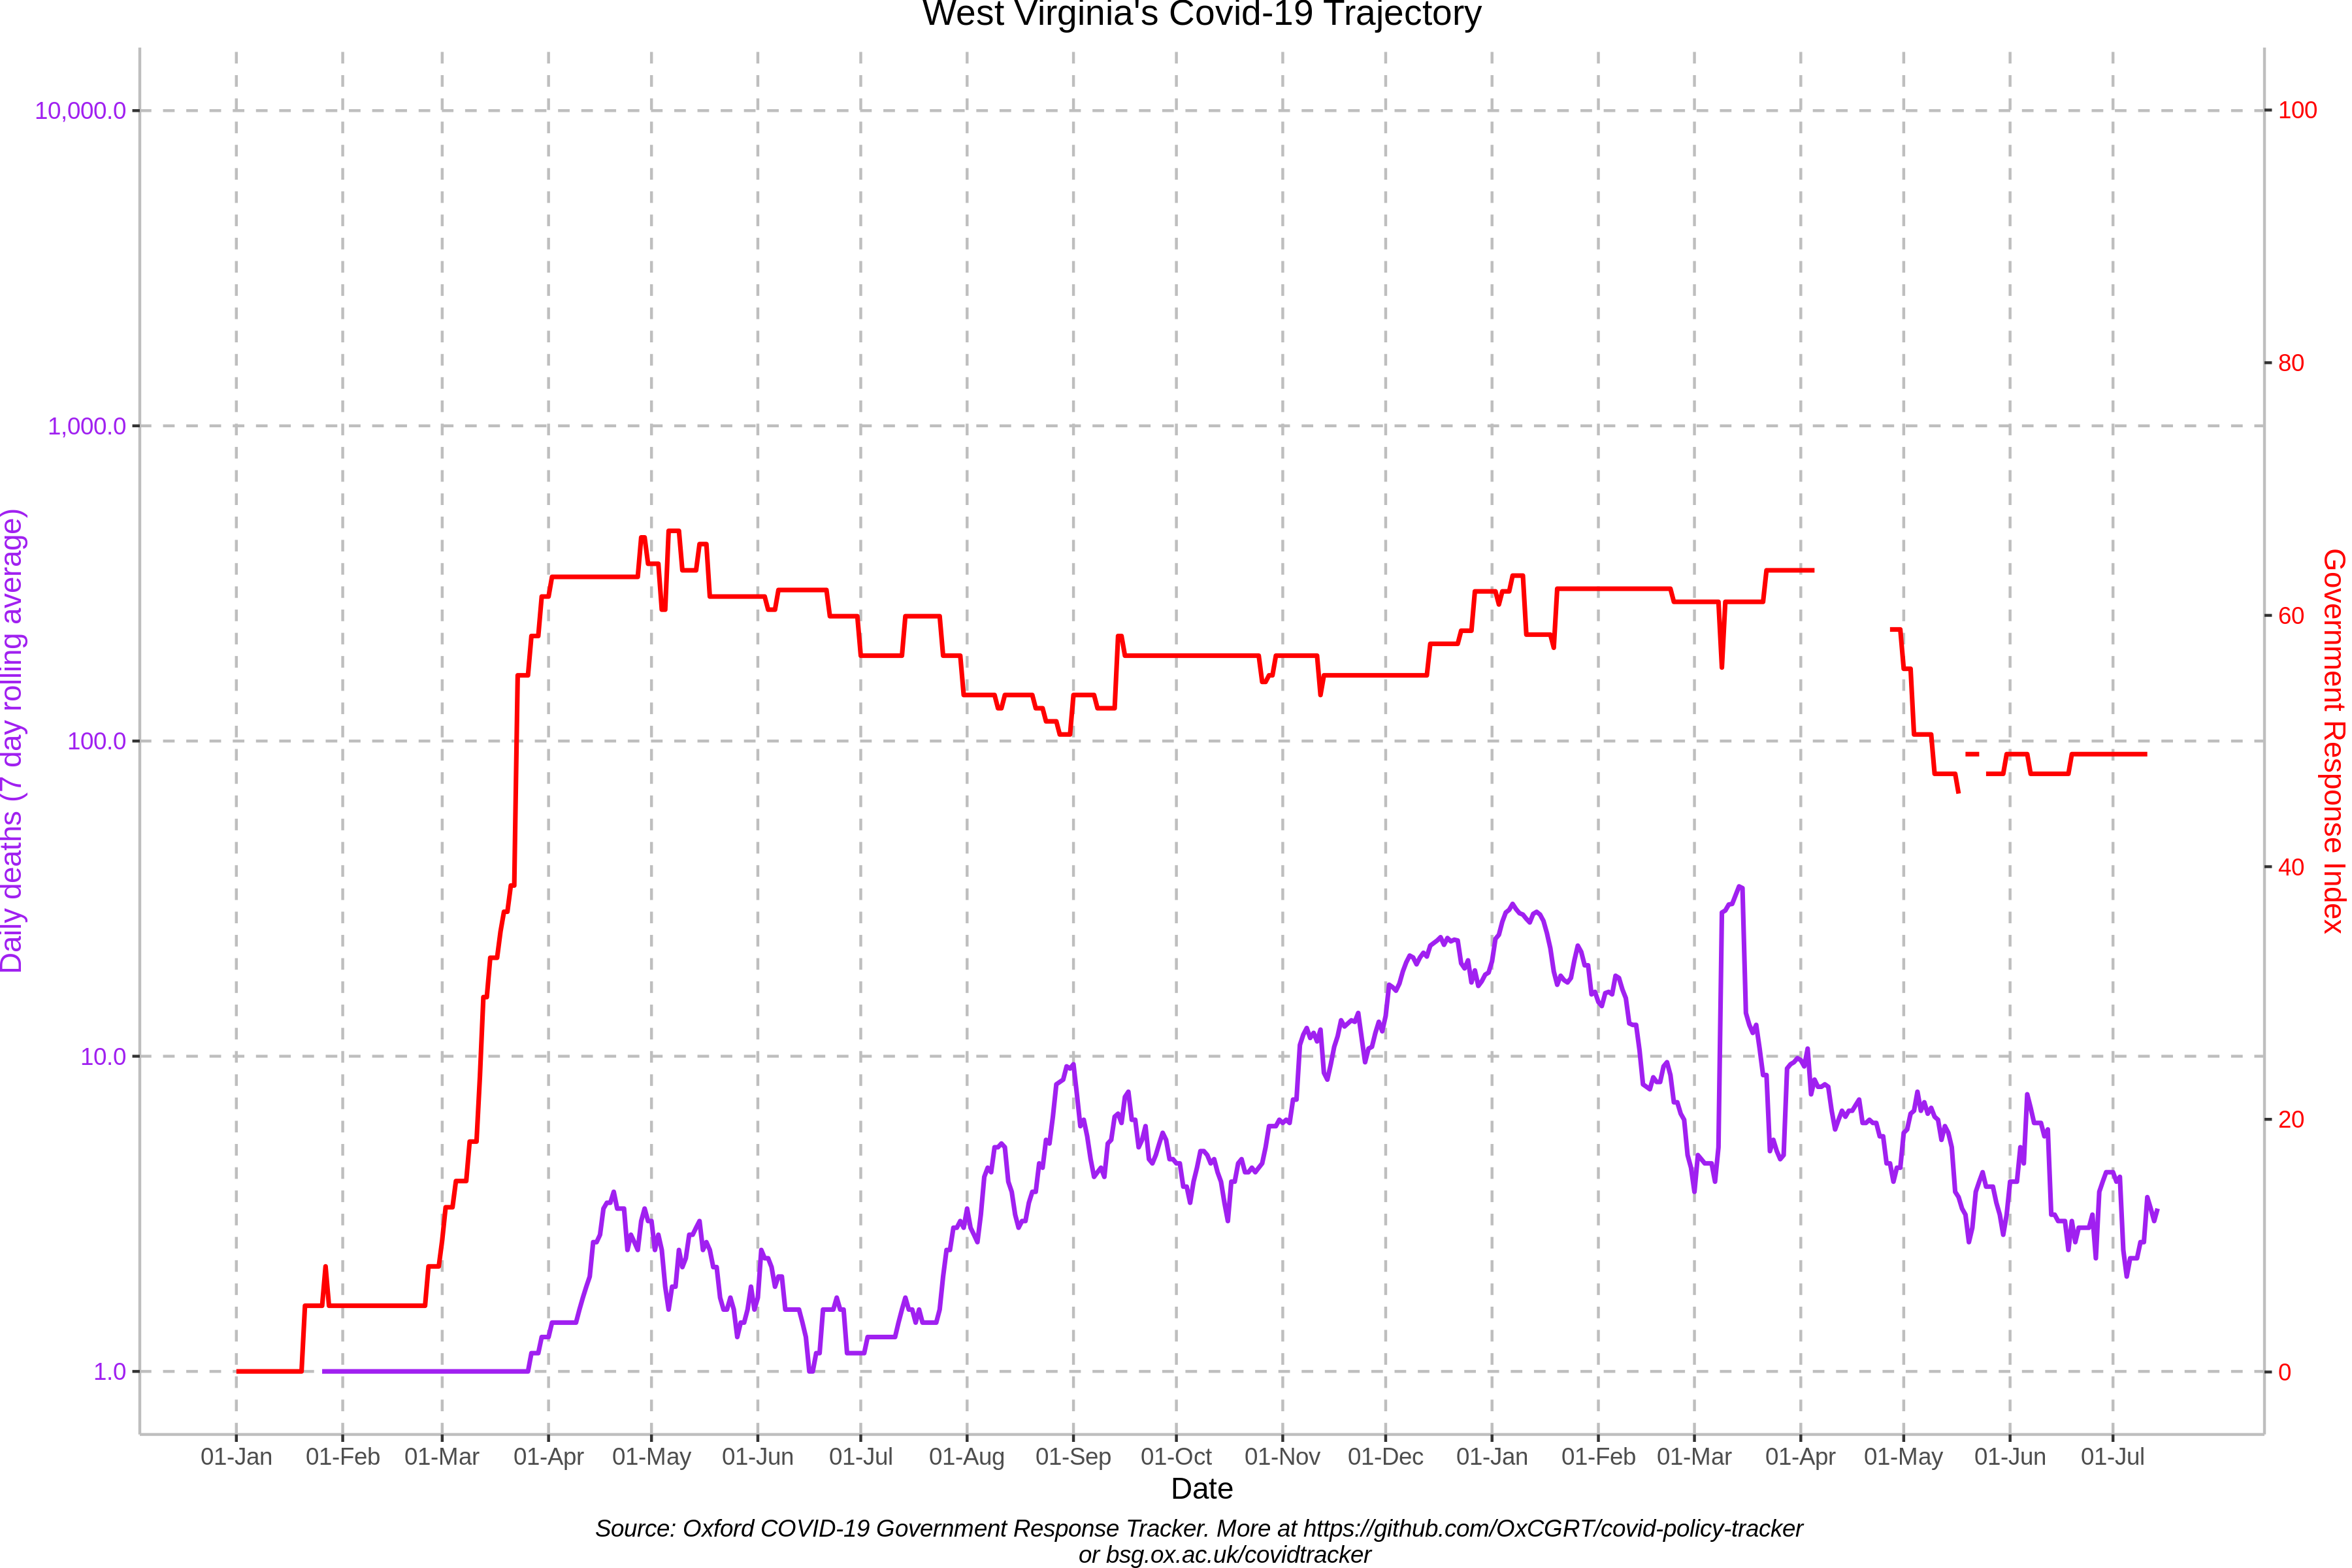 West Virginia's Covid-19 Trajectory
10,000.0
1,000.0
100.0
10.0
1.0
Daily deaths (7 day rolling average)
100
80
60
40
20
0
Government Response Index
01-Jan 01-Feb 01-Mar 01-Apr 01-May 01-Jun 01-Jul 01-Aug 01-Sep 01-Oct 01-Nov 01-Dec 01-Jan 01-Feb 01-Mar 01-Apr 01-May 01-Jun 01-Jul
Date
Source: Oxford COVID-19 Government Response Tracker. More at https://github.com/OxCGRT/covid-policy-tracker
or bsg.ox.ac.uk/covidtracker